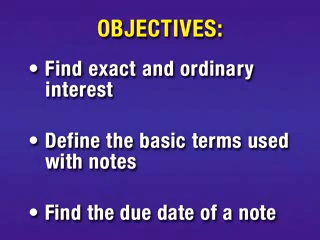 OBJECTIVES:
• Find exact and ordinary
interest
• Define the basic terms used
with notes
• Find the due date of a note